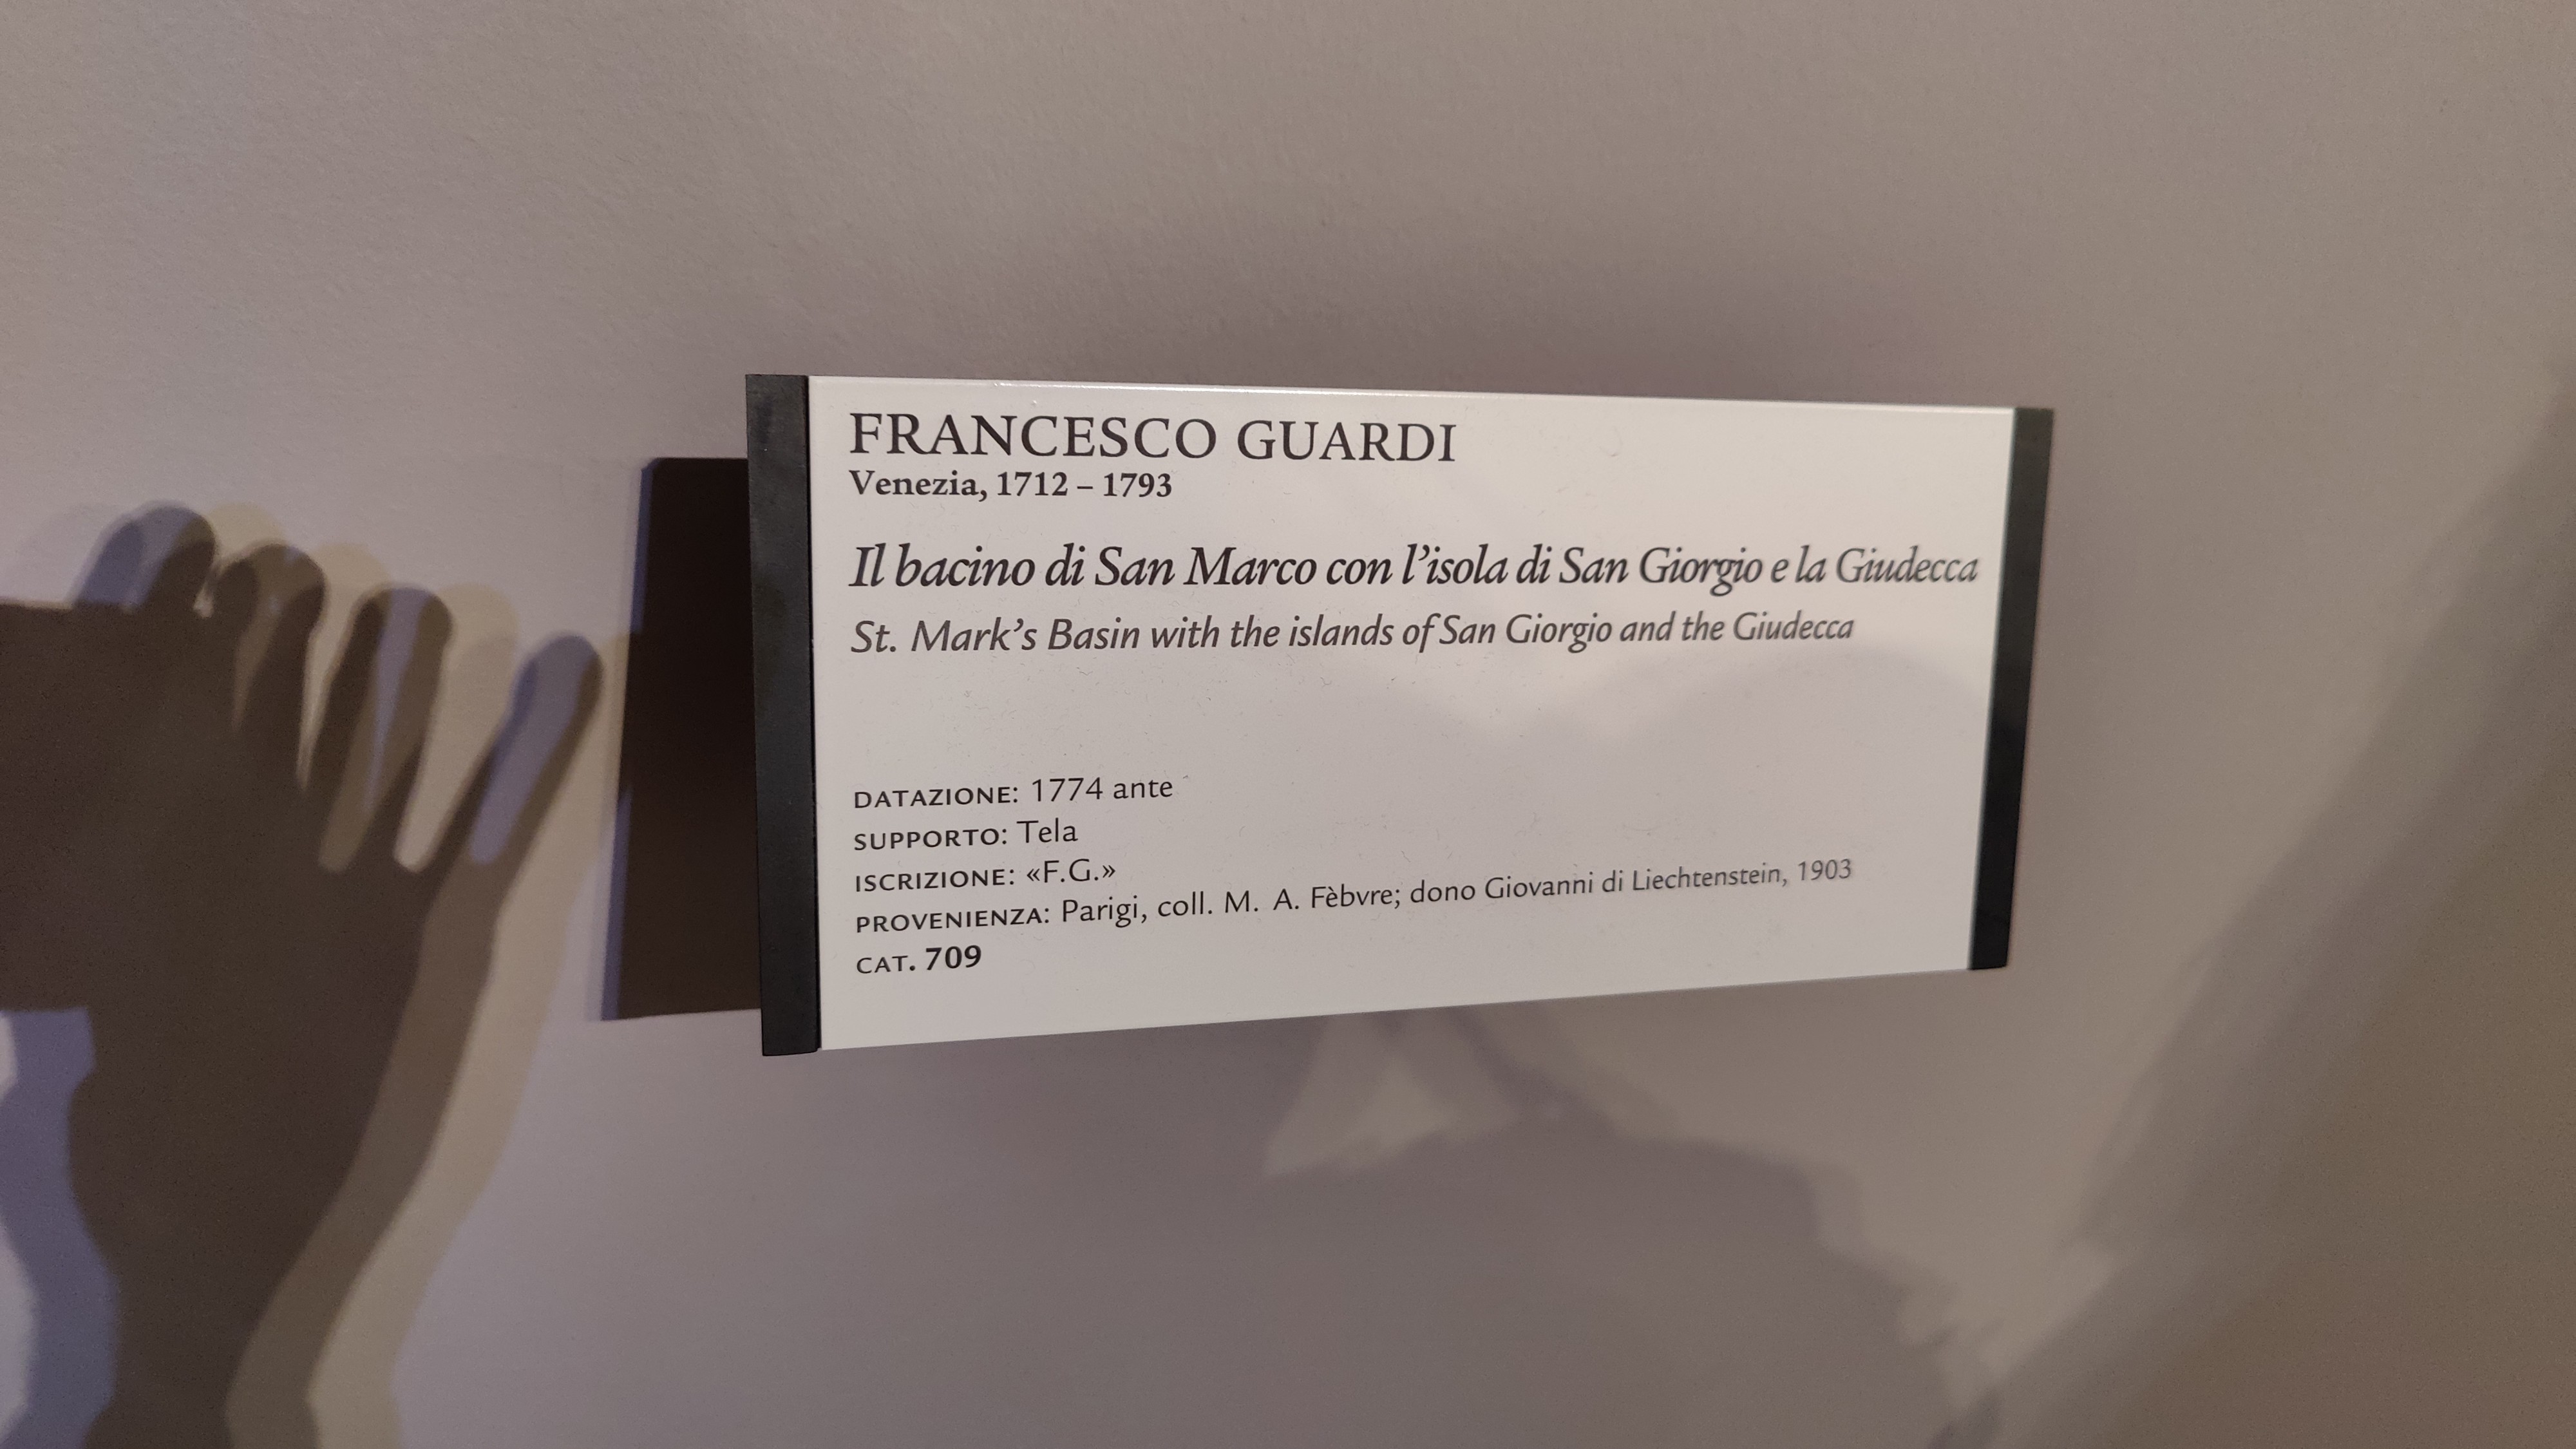 FRANCESCO GUARDI
Venezia, 1712 – 1793
Il bacino di San Marco con l’isola di San Giorgio e la Giudecca
St. Mark’s Basin with the islands of San Giorgio and the Giudecca
DATAZIONE: 1774 ante
SUPPORTO: Tela
ISCRIZIONE: «F.G.»
PROVENIENZA: Parigi, coll. M. A. Fèbvre; dono Giovanni di Liechtenstein, 1903
CAT. 709